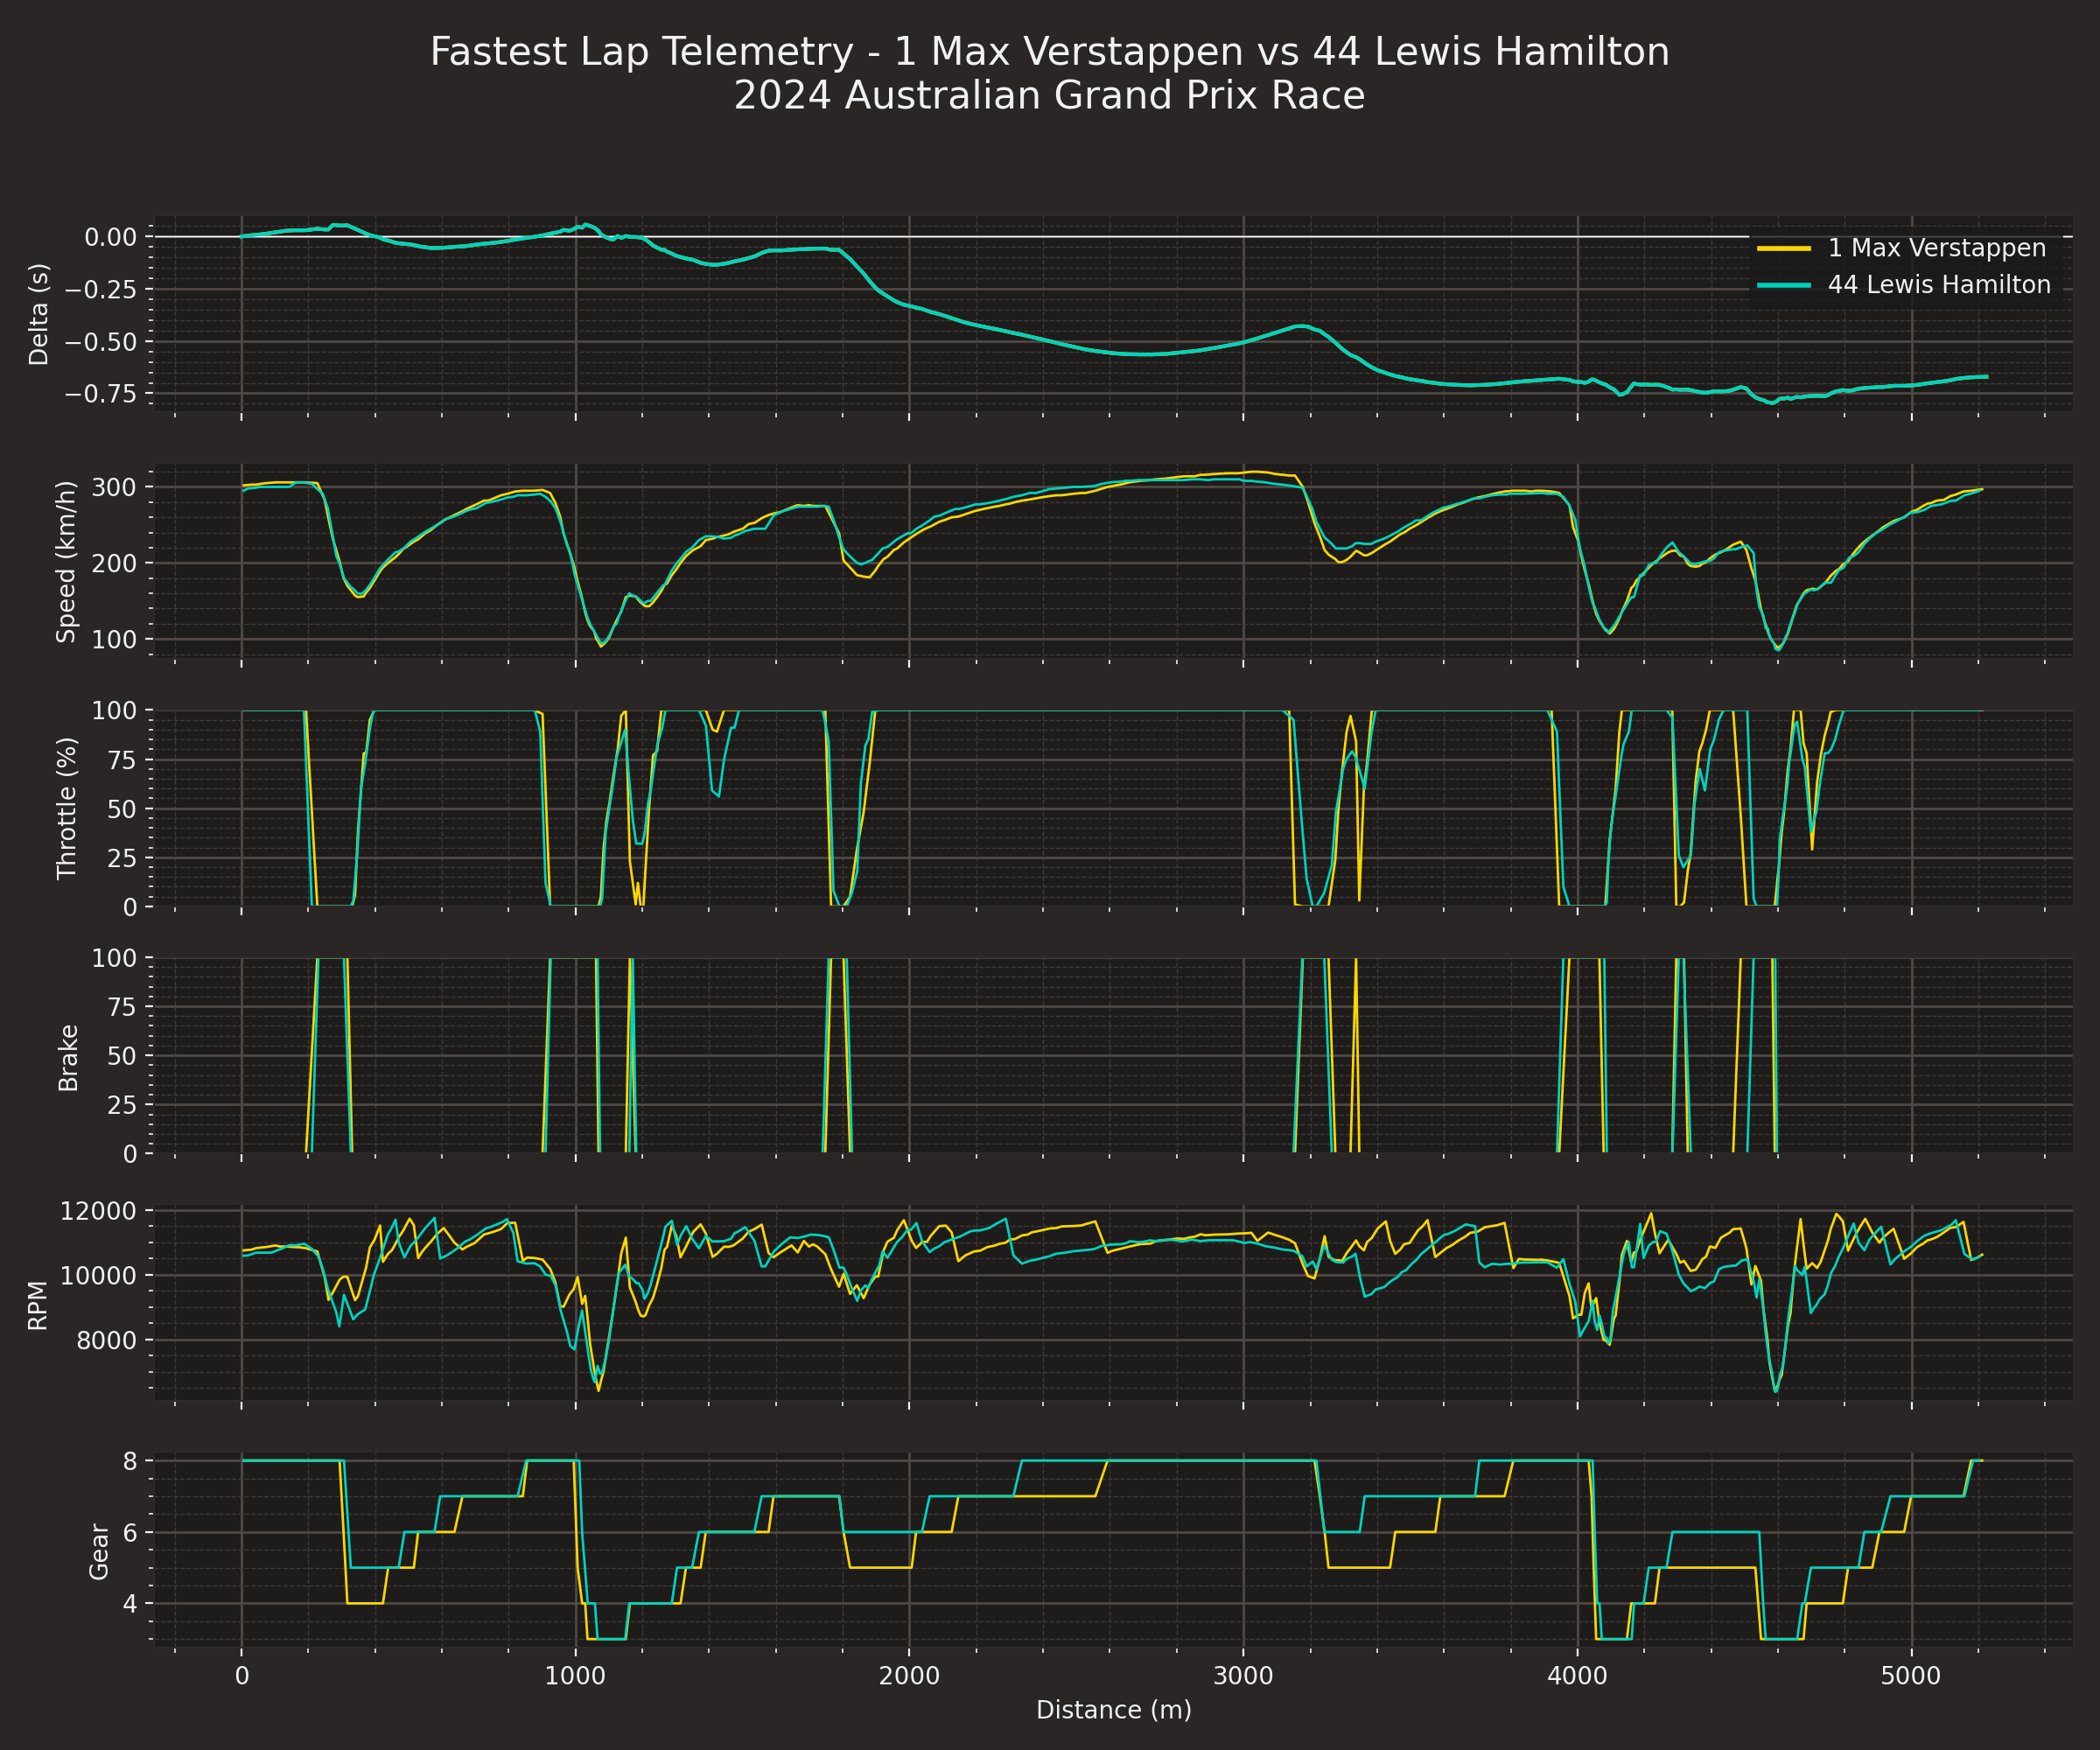 Fastest Lap Telemetry - 1 Max Verstappen vs 44 Lewis Hamilton
2024 Australian Grand Prix Race
Delta (s)
0.00
−0.25
−0.50
−0.75
1 Max Verstappen
44 Lewis Hamilton
Speed (km/h)
300
200
100
Throttle (%)
100
75
50
25
0
Brake
100
75
50
25
0
RPM
12000
10000
8000
Gear
8
6
4
0 1000 2000 3000 4000 5000
Distance (m)